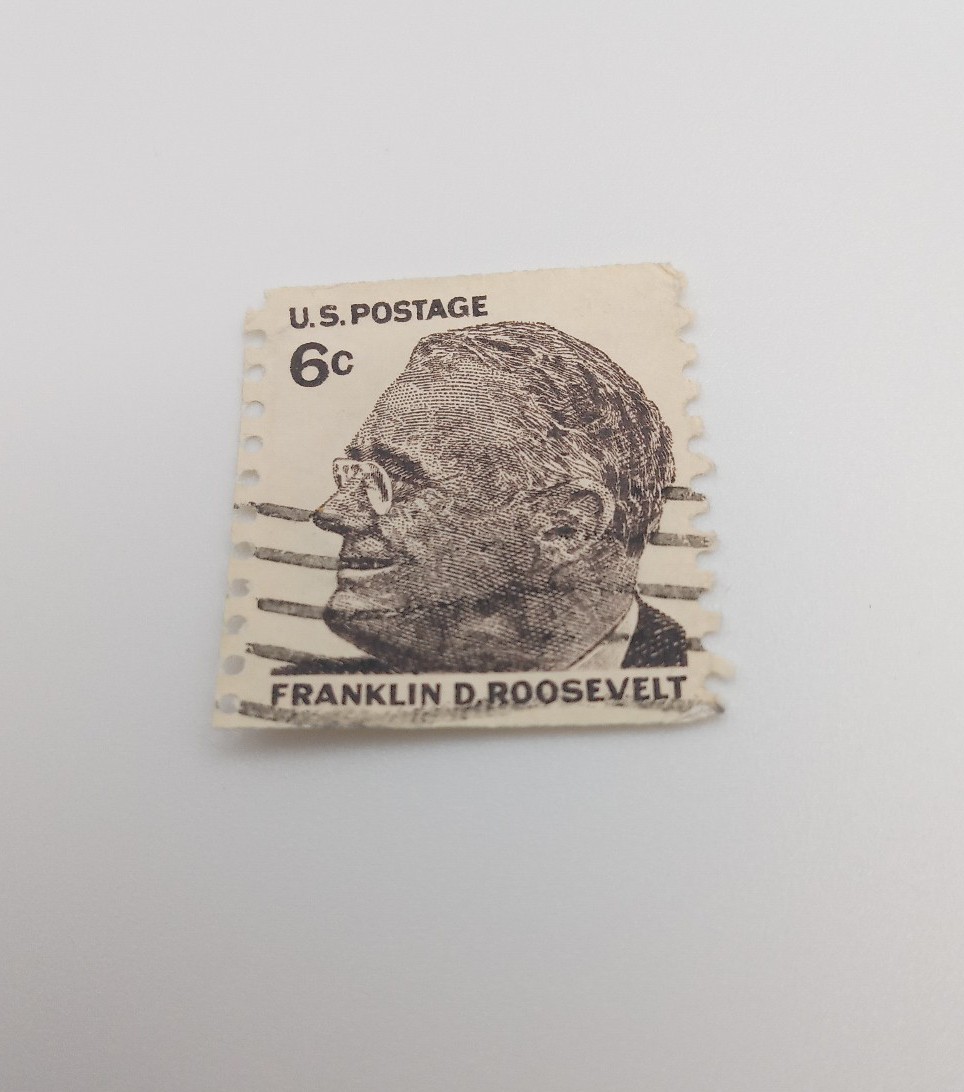 U.S. POSTAGE
6c
FRANKLIN D. ROOSEVELT